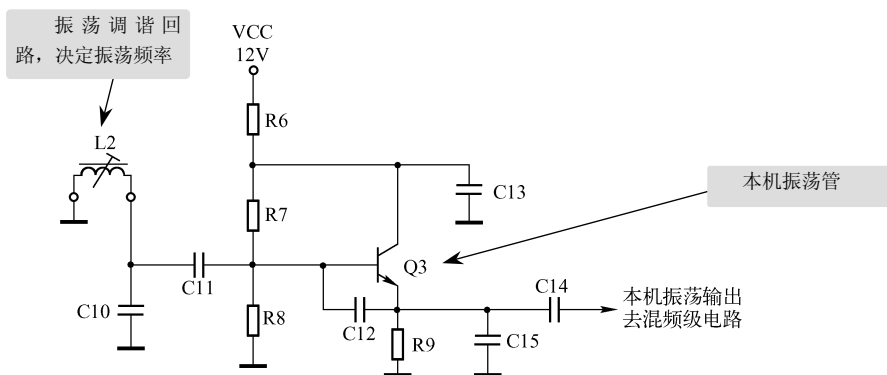 振荡调谐回
路，决定振荡频率
VCC
12V
R6
L2
C13
本机振荡管
R7
Q3
C11
C14
本机振荡输出
去混频级电路
C10
R8
C12
R9
C15